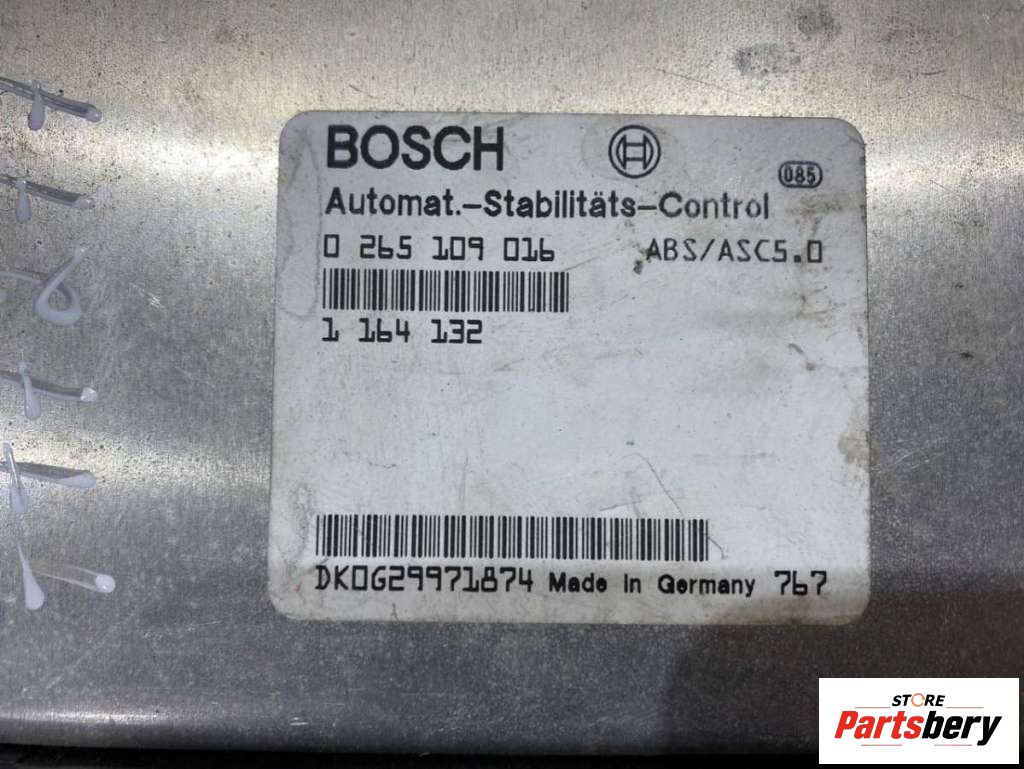 BOSCH
085
Automat.-Stabilitäts-Control
0 265 109 016 ABS/ASC5.0
1 164 132
DK0G29971874 Made in Germany 767
STORE
Partsbery